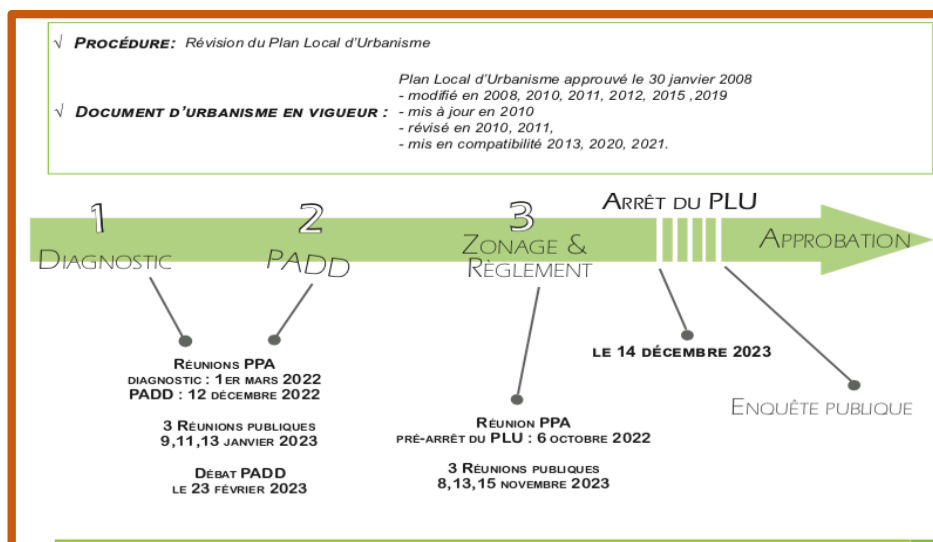 √ PROCÉDURE: Révision du Plan Local d'Urbanisme
Plan Local d'Urbanisme approuvé le 30 janvier 2008
- modifié en 2008, 2010, 2011, 2012, 2015 ,2019
√ DOCUMENT D'URBANISME EN VIGUEUR : - mis à jour en 2010
- révisé en 2010, 2011,
- mis en compatibilité 2013, 2020, 2021.
ARRÊT DU PLU
1
DIAGNOSTIC
2
PADD
3
ZONAGE &
RÈGLEMENT
APPROBATION
RÉUNIONS PPA
DIAGNOSTIC : 1ER MARS 2022
PADD : 12 DÉCEMBRE 2022
3 RÉUNIONS PUBLIQUES
9,11,13 JANVIER 2023
DÉBAT PADD
LE 23 FÉVRIER 2023
RÉUNION PPA
PRÉ-ARRÊT DU PLU : 6 OCTOBRE 2022
3 RÉUNIONS PUBLIQUES
8,13,15 NOVEMBRE 2023
LE 14 DÉCEMBRE 2023
ENQUÊTE PUBLIQUE